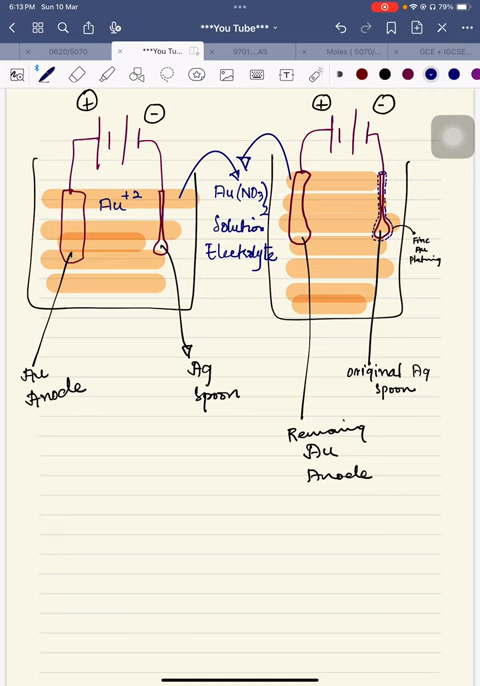 6:13 PM Sun 10 Mar
79%
***You Tube***
0620/5070
***You Tu...
9701....AS
Moles ( 5070/
GCE + IGCSE...
+
−
+
−
Au+2
Au(NO3)2
Solution
Electrolyte
Fine
Au
Plating
Au
Anode
Ag
Spoon
Original Ag
Spoon
Remaing
Au
Anode